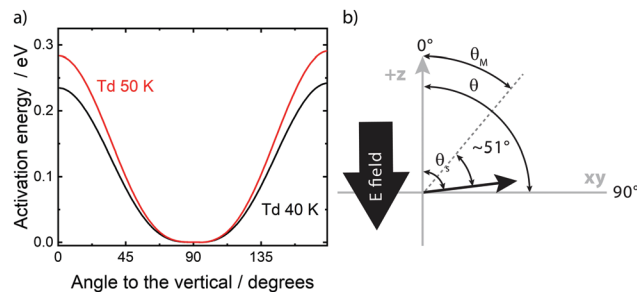 a)
Activation energy / eV
0.3
0.2
0.1
0.0
Td 50 K
Td 40 K
0
45
90
135
Angle to the vertical / degrees
b)
0°
+z
θM
θ
θs
~51°
E field
xy
90°